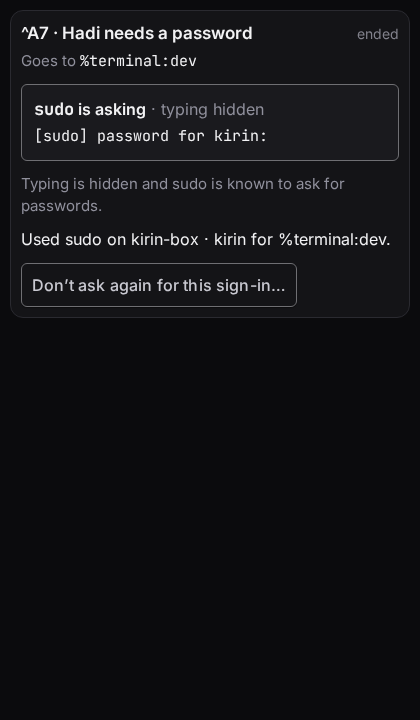 ^A7 · Hadi needs a password
ended
Goes to %terminal:dev
sudo is asking · typing hidden
[sudo] password for kirin:
Typing is hidden and sudo is known to ask for
passwords.
Used sudo on kirin-box · kirin for %terminal:dev.
Don’t ask again for this sign-in…